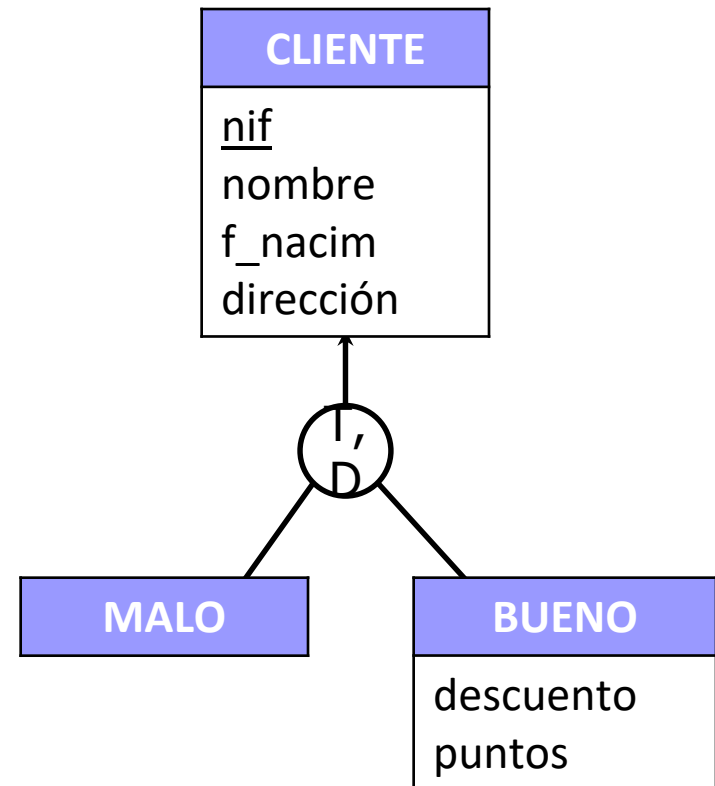 CLIENTE
nif
nombre
f_nacim
dirección
T,
D
MALO
BUENO
descuento
puntos